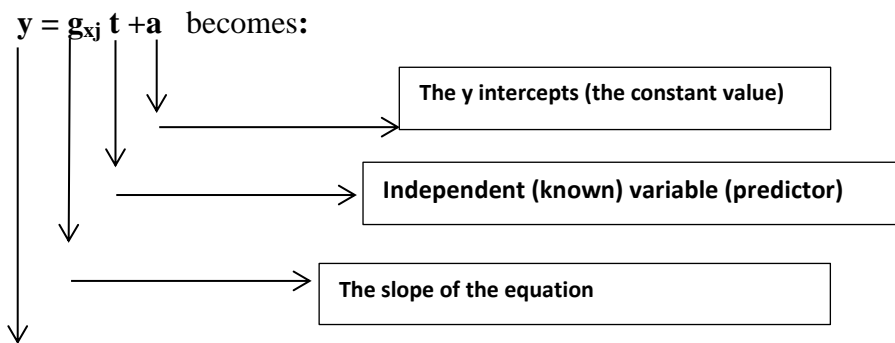 y = gxj t +a becomes:
The y intercepts (the constant value)
Independent (known) variable (predictor)
The slope of the equation